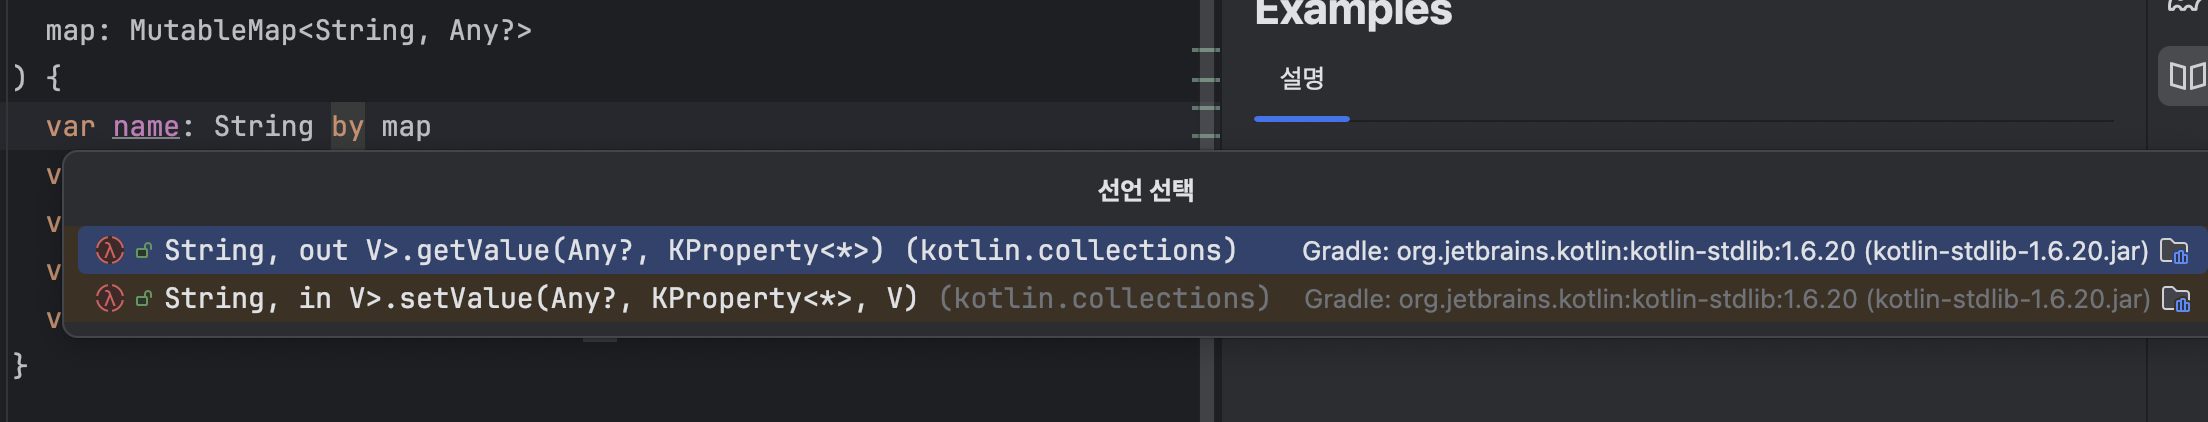 Examples
map: MutableMap<String, Any?>
) {
설명
var name: String by map
v
선언 선택
v
String, out V>.getValue(Any?, KProperty<*>) (kotlin.collections) Gradle: org.jetbrains.kotlin:kotlin-stdlib:1.6.20 (kotlin-stdlib-1.6.20.jar)
v
String, in V>.setValue(Any?, KProperty<*>, V) (kotlin.collections) Gradle: org.jetbrains.kotlin:kotlin-stdlib:1.6.20 (kotlin-stdlib-1.6.20.jar)
v
}